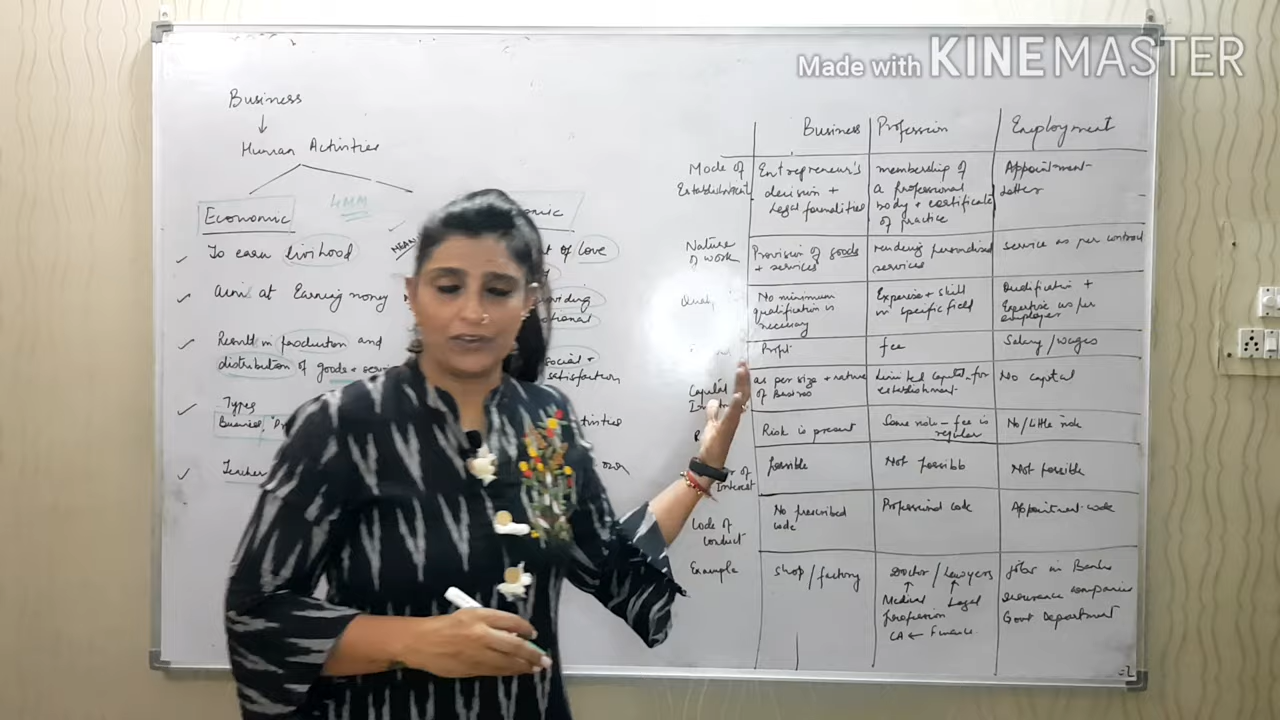 Made with KINEMASTER
Business
Human Activities
Economic
4MM
To earn livlhood
of love
Aim at Earning money
Result in production and
distribution of goods + serv
social +
satisfaction
Types
Business,
Teacher
Business Profession Employment
Mode of
Establishment
Entrepreneur's
decision +
Legal formalities
membership of
a professional
body + certificate
of practice
Appointment
letter
Nature
of work
Provision of goods
+ services
rendering personalised
services
service as per contract
Qual
No minimum
qualification is
necessary
Expertise + skill
in specific field
Qualification +
Expertise as per
employer
Profit
fee
Salary/wages
Capital
as per size + nature
of Business
Limited capital for
establishment
No capital
Risk is present
Some risk - fee is
regular
No/Little risk
of
Interest
Possible
Not possible
Not possible
Code of
conduct
No prescribed
code
Professional code
Appointment code
Example
Shop/factory
Doctor/Lawyers
Medical Legal
profession
CA ← Finance
Jobs in Banks
insurance companies
Govt Department